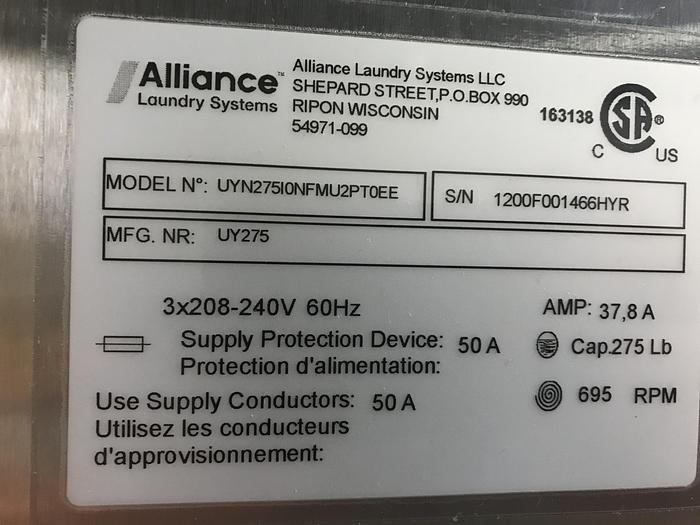 Alliance™
Laundry Systems
Alliance Laundry Systems LLC
SHEPARD STREET,P.O.BOX 990
RIPON WISCONSIN
54971-099
163138
SA®
C US
MODEL N°: UYN275I0NFMU2PT0EE
S/N 1200F001466HYR
MFG. NR: UY275
3x208-240V 60Hz
AMP: 37,8 A
Supply Protection Device: 50 A
Protection d'alimentation:
Cap.275 Lb
695 RPM
Use Supply Conductors: 50 A
Utilisez les conducteurs
d'approvisionnement: